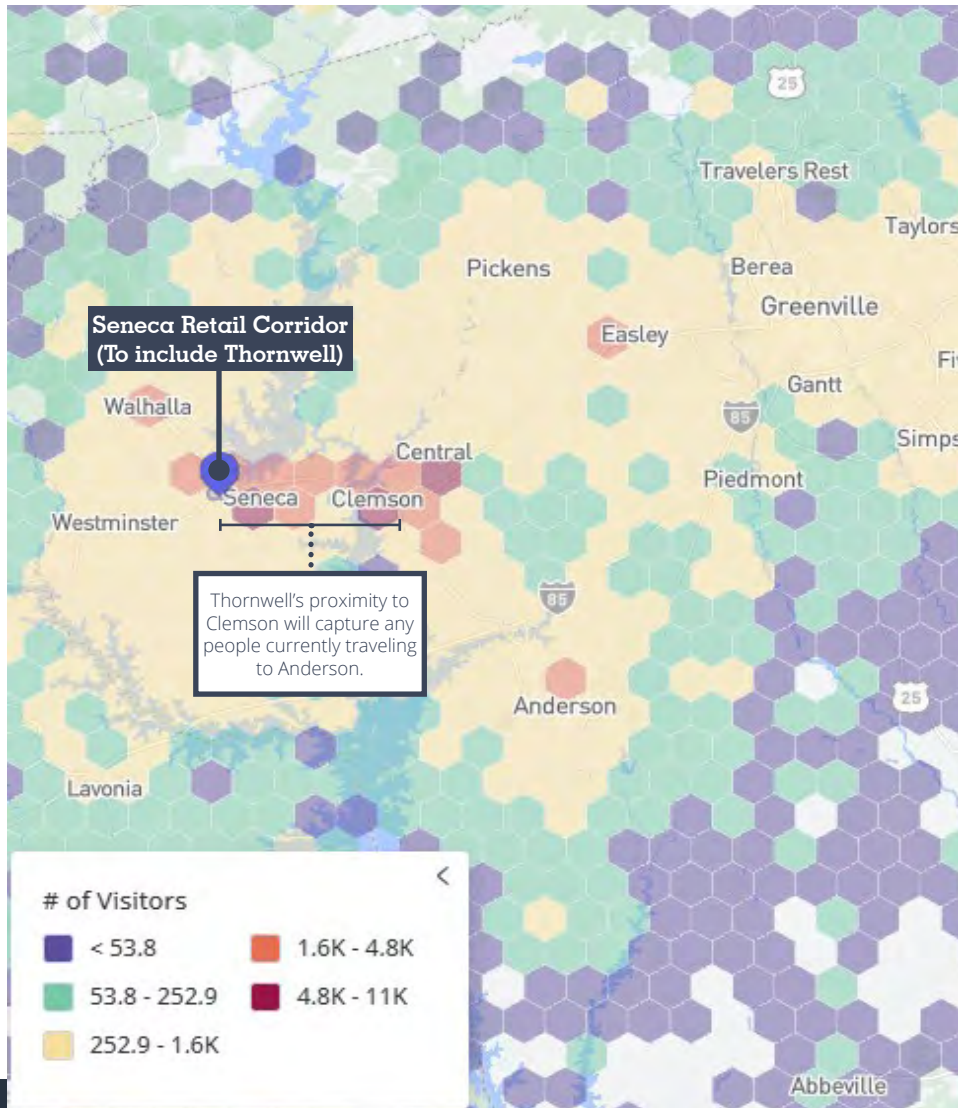 25
Travelers Rest
Taylors
Pickens
Berea
Greenville
Seneca Retail Corridor
(To include Thornwell)
Easley
Fi
Gantt
Walhalla
85
Simps
Central
Piedmont
Seneca
Clemson
Westminster
Thornwell’s proximity to
Clemson will capture any
people currently traveling
to Anderson.
85
25
Anderson
Lavonia
<
# of Visitors
< 53.8
1.6K - 4.8K
53.8 - 252.9
4.8K - 11K
252.9 - 1.6K
Abbeville